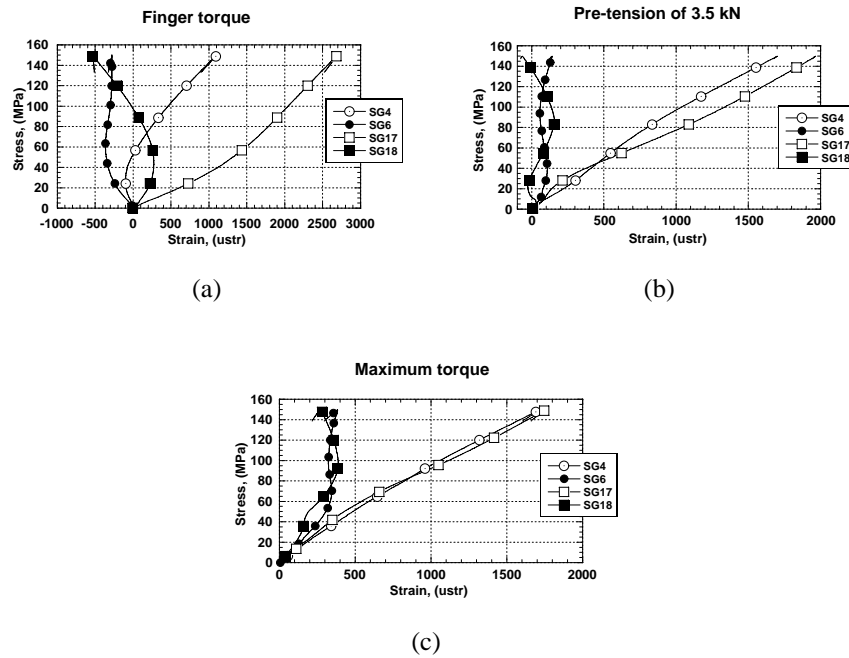 Finger torque
160
140
120
100
80
60
40
20
0
-1000 -500 0 500 1000 1500 2000 2500 3000
Stress, (MPa)
Strain, (ustr)
SG4
SG6
SG17
SG18
(a)
Pre-tension of 3.5 kN
160
140
120
100
80
60
40
20
0
0 500 1000 1500 2000
Stress, (MPa)
Strain, (ustr)
SG4
SG6
SG17
SG18
(b)
Maximum torque
160
140
120
100
80
60
40
20
0
0 500 1000 1500 2000
Stress, (MPa)
Strain, (ustr)
SG4
SG6
SG17
SG18
(c)